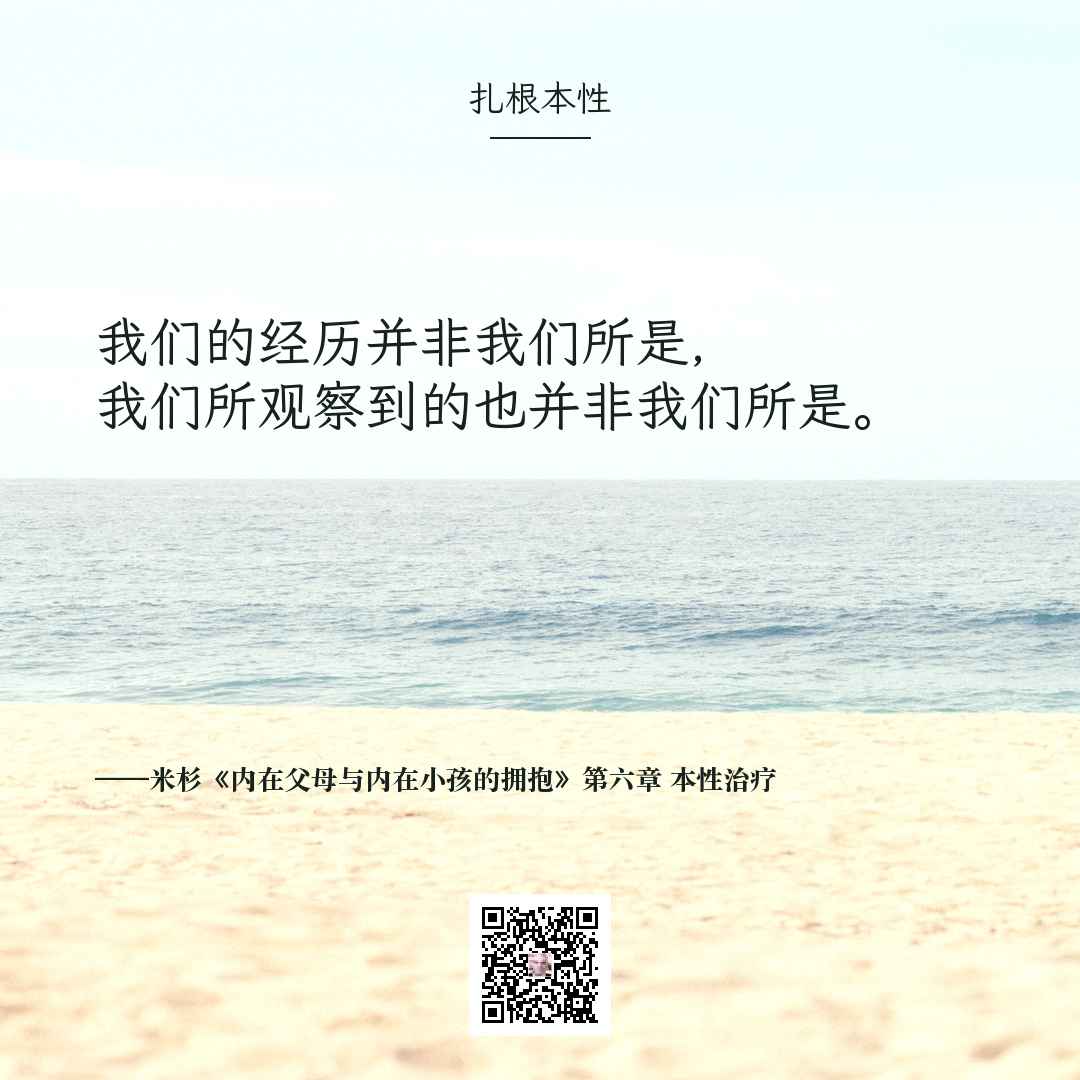 扎根本性
我们的经历并非我们所是,
我们所观察到的也并非我们所是。
——米杉《内在父母与内在小孩的拥抱》第六章 本性治疗